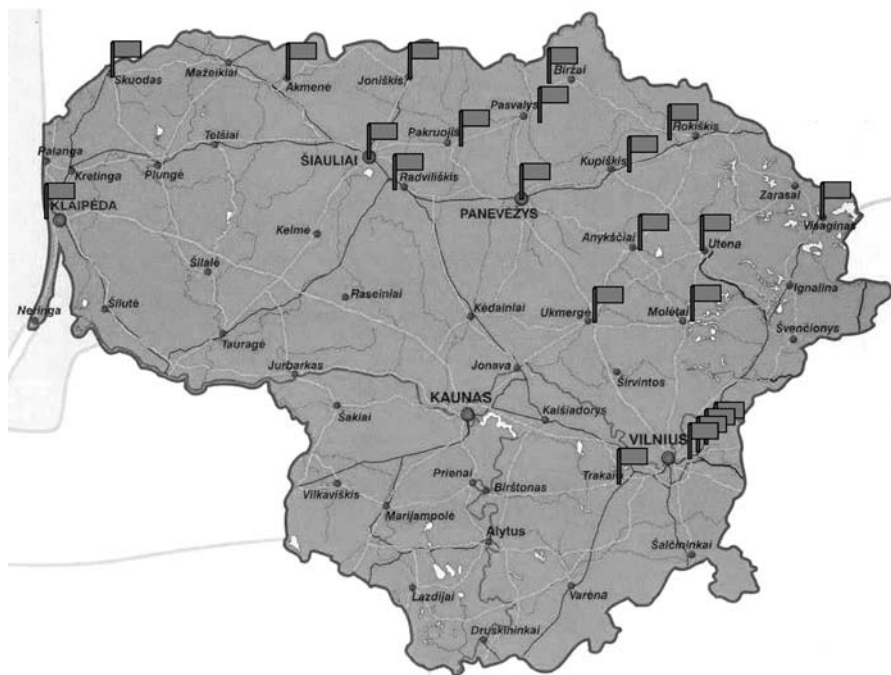 Skuodas
Mažeikiai
Akmenė
Joniškis
Biržai
Pasvalys
Rokiškis
Telšiai
Pakruojis
ŠIAULIAI
Kupiškis
Palanga
Kretinga
Plungė
Radviliškis
Zarasai
KLAIPĖDA
PANEVĖŽYS
Visaginas
Kelmė
Anykščiai
Utena
Šilalė
Ignalina
Raseiniai
Neringa
Šilutė
Kėdainiai
Ukmergė
Molėtai
Švenčionys
Tauragė
Jurbarkas
Jonava
Širvintos
KAUNAS
Šakiai
Kaišiadorys
VILNIUS
Prienai
Trakai
Vilkaviškis
Birštonas
Marijampolė
Alytus
Šalčininkai
Lazdijai
Varėna
Druskininkai